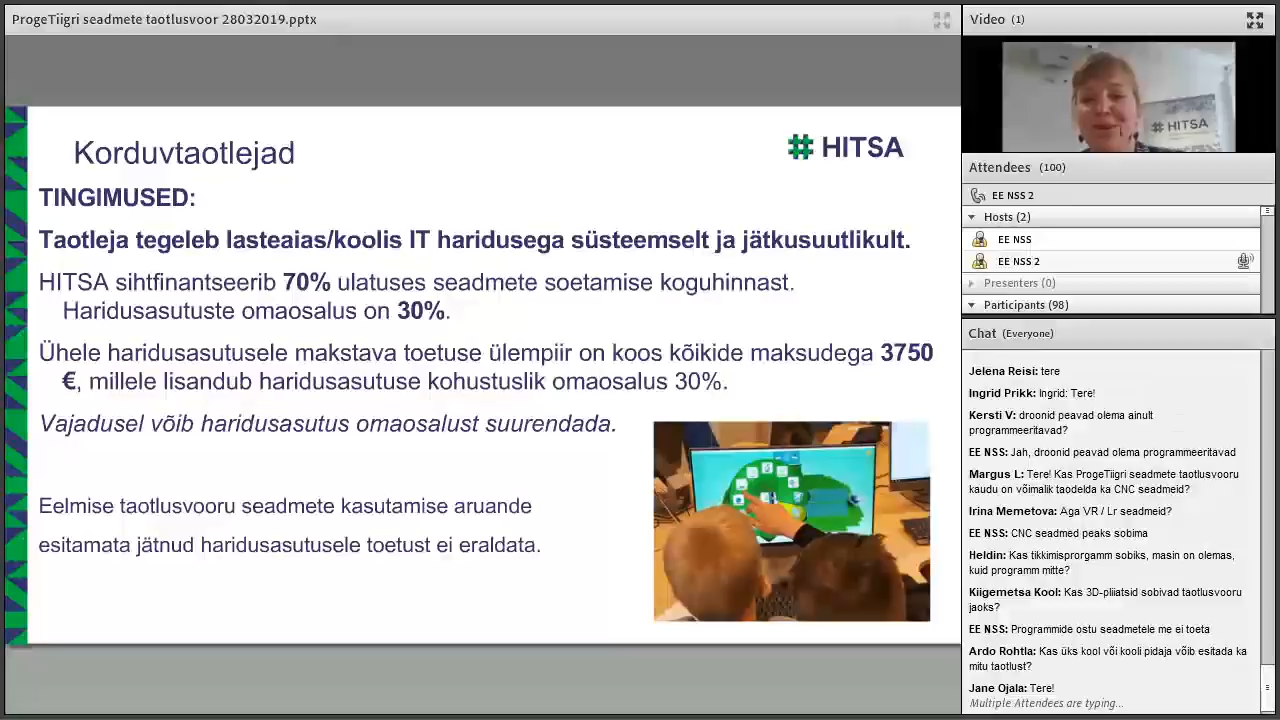 ProgeTiigri seadmete taotlusvoor 28032019.pptx
Korduvtaotlejad
HITSA
TINGIMUSED:
Taotleja tegeleb lasteaias/koolis IT haridusega süsteemselt ja jätkusuutlikult.
HITSA sihtfinantseerib 70% ulatuses seadmete soetamise koguhinnast.
Haridusasutuste omaosalus on 30%.
Ühele haridusasutusele makstava toetuse ülempiir on koos kõikide maksudega 3750
€, millele lisandub haridusasutuse kohustuslik omaosalus 30%.
Vajadusel võib haridusasutus omaosalust suurendada.
Eelmise taotlusvooru seadmete kasutamise aruande
esitamata jätnud haridusasutusele toetust ei eraldata.
Video (1)
HITSA
Attendees (100)
EE NSS 2
Hosts (2)
EE NSS
EE NSS 2
Presenters (0)
Participants (98)
Chat (Everyone)
Jelena Reisi: tere
Ingrid Prikk: Ingrid: Tere!
Kersti V: droonid peavad olema ainult
programmeeritavad?
EE NSS: Jah, droonid peavad olema programeeritavad
Margus L: Tere! Kas ProgeTiigri seadmete taotlusvooru
kaudu on võimalik taodelda ka CNC seadmeid?
Irina Memetova: Aga VR / Lr seadmeid?
EE NSS: CNC seadmed peaks sobima
Heldin: Kas tikkimisprorgamm sobiks, masin on olemas,
kuid programm mitte?
Kiigemetsa Kool: Kas 3D-pliiatsid sobivad taotlusvooru
jaoks?
EE NSS: Programmide ostu seadmetele me ei toeta
Ardo Rohtla: Kas üks kool või kooli pidaja võib esitada ka
mitu taotlust?
Jane Ojala: Tere!
Multiple Attendees are typing...